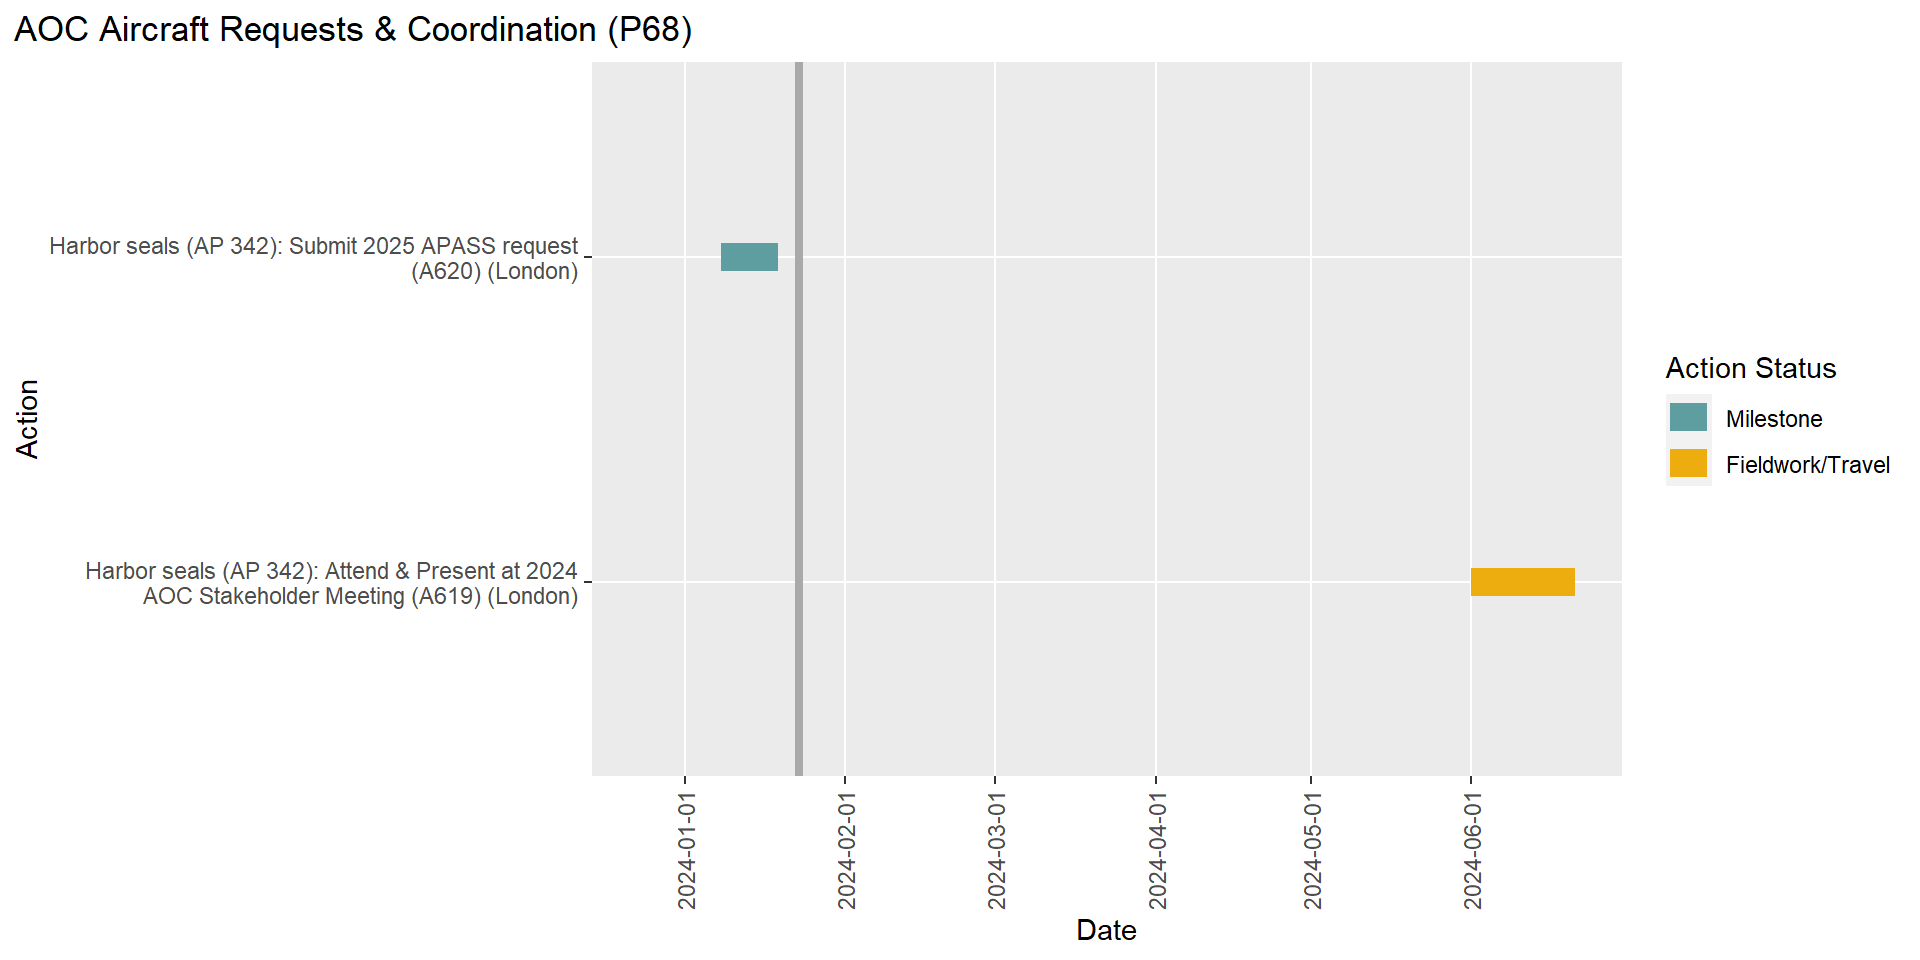 AOC Aircraft Requests & Coordination (P68)
Harbor seals (AP 342): Submit 2025 APASS request
(A620) (London)
Harbor seals (AP 342): Attend & Present at 2024
AOC Stakeholder Meeting (A619) (London)
Action
2024-01-01
2024-02-01
2024-03-01
2024-04-01
2024-05-01
2024-06-01
Date
Action Status
Milestone
Fieldwork/Travel